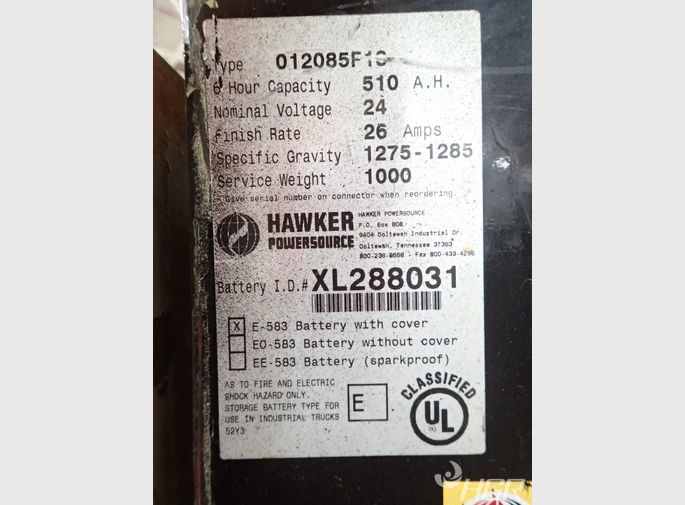 Type 012085F13
6 Hour Capacity 510 A.H.
Nominal Voltage 24
Finish Rate 26 Amps
Specific Gravity 1275-1285
Service Weight 1000
Give serial number on connector when reordering.
HAWKER
POWERSOURCE
HAWKER POWERSOURCE
P.O. Box 808
9404 Ooltewah Industrial Dr.
Ooltewah, Tennessee 37363
800-238-8658 - Fax 800-433-4296
Battery I.D.# XL288031
X E-583 Battery with cover
EO-583 Battery without cover
EE-583 Battery (sparkproof)
AS TO FIRE AND ELECTRIC
SHOCK HAZARD ONLY.
STORAGE BATTERY TYPE FOR
USE IN INDUSTRIAL TRUCKS
52Y3
E
CLASSIFIED
UL
HGR